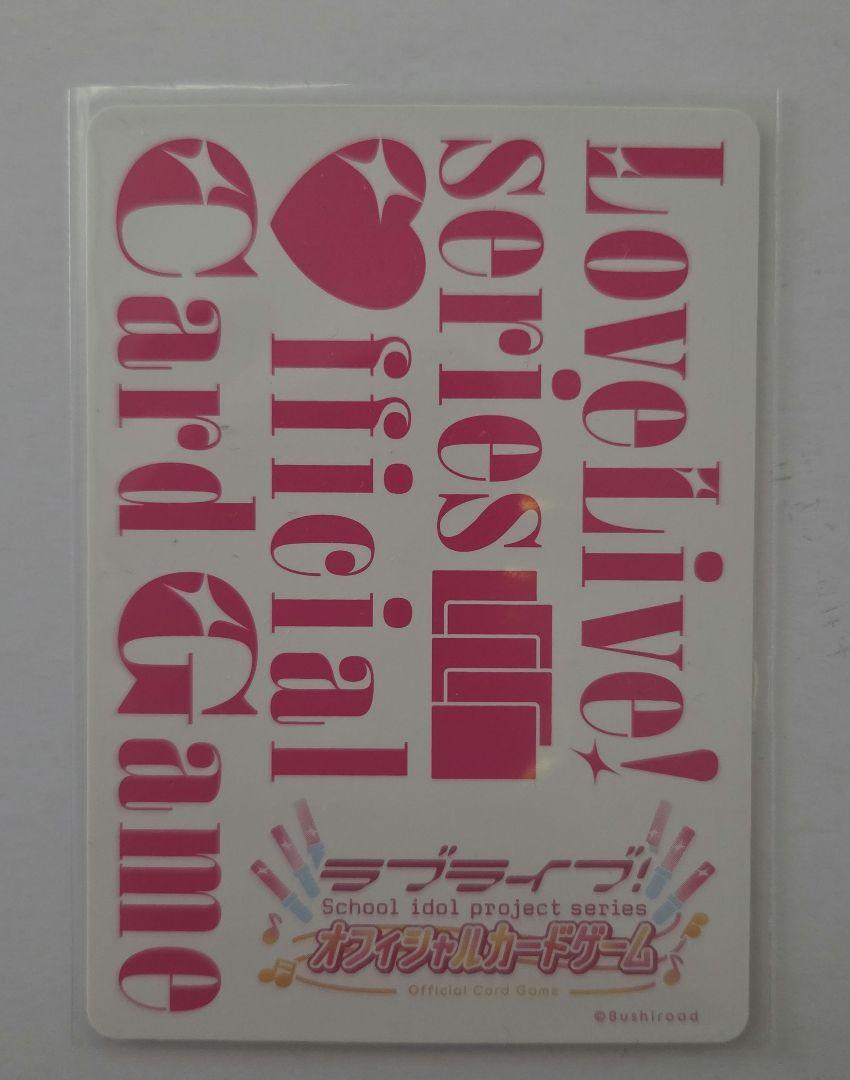 LoveLive!
series
Official
Card Game
ラブライブ!
School idol project series
オフィシャルカードゲーム
Official Card Game
©Bushiroad